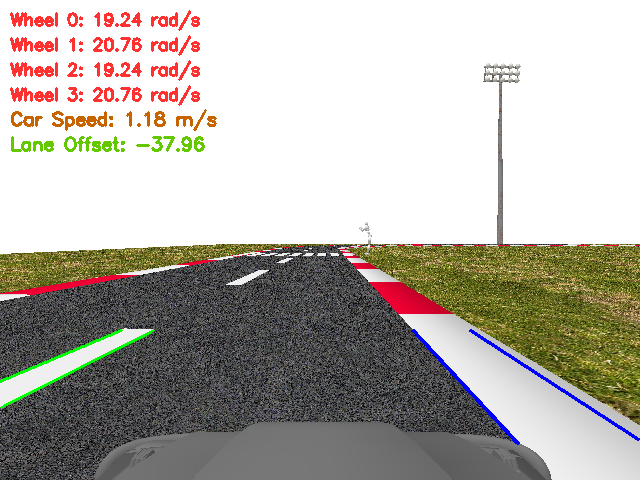 Wheel 0: 19.24 rad/s
Wheel 1: 20.76 rad/s
Wheel 2: 19.24 rad/s
Wheel 3: 20.76 rad/s
Car Speed: 1.18 m/s
Lane Offset: -37.96